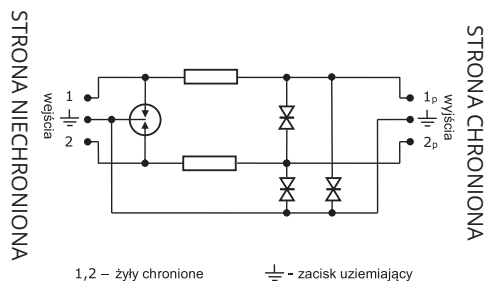 STRONA NIECHRONIONA
wejścia
1
2
1p
2p
wyjścia
STRONA CHRONIONA
1,2 – żyły chronione
- zacisk uziemiający